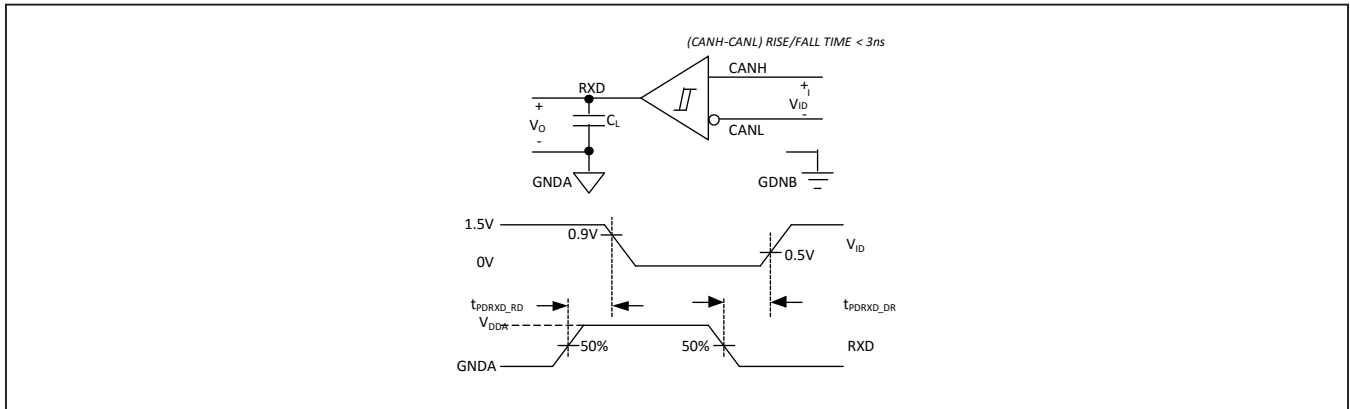 (CANH-CANL) RISE/FALL TIME < 3ns
CANH
RXD
+
+
I
VID
CL
VO
-
-
CANL
GNDA
GDNB
1.5V
0.9V
VID
0.5V
0V
tPDRXD_RD
tPDRXD_DR
VDDA
50%
50%
RXD
GNDA